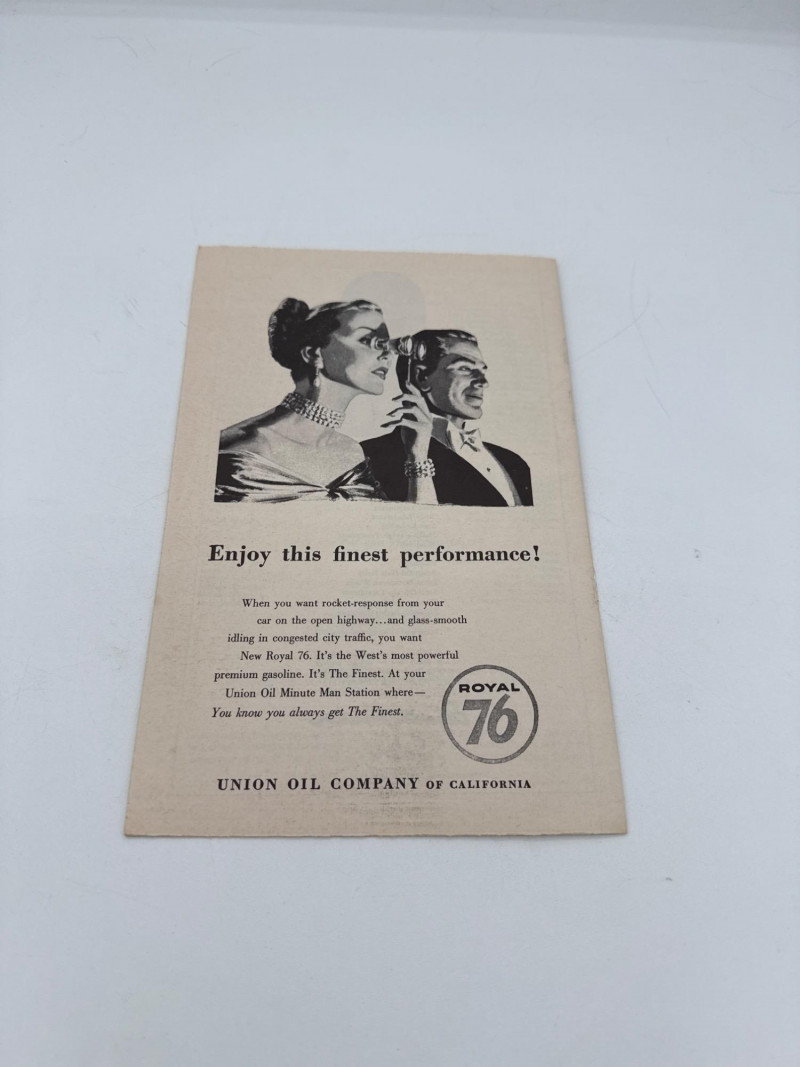 Enjoy this finest performance!
When you want rocket-response from your
car on the open highway...and glass-smooth
idling in congested city traffic, you want
New Royal 76. It's the West's most powerful
premium gasoline. It's The Finest. At your
Union Oil Minute Man Station where—
You know you always get The Finest.
ROYAL
76
UNION OIL COMPANY OF CALIFORNIA